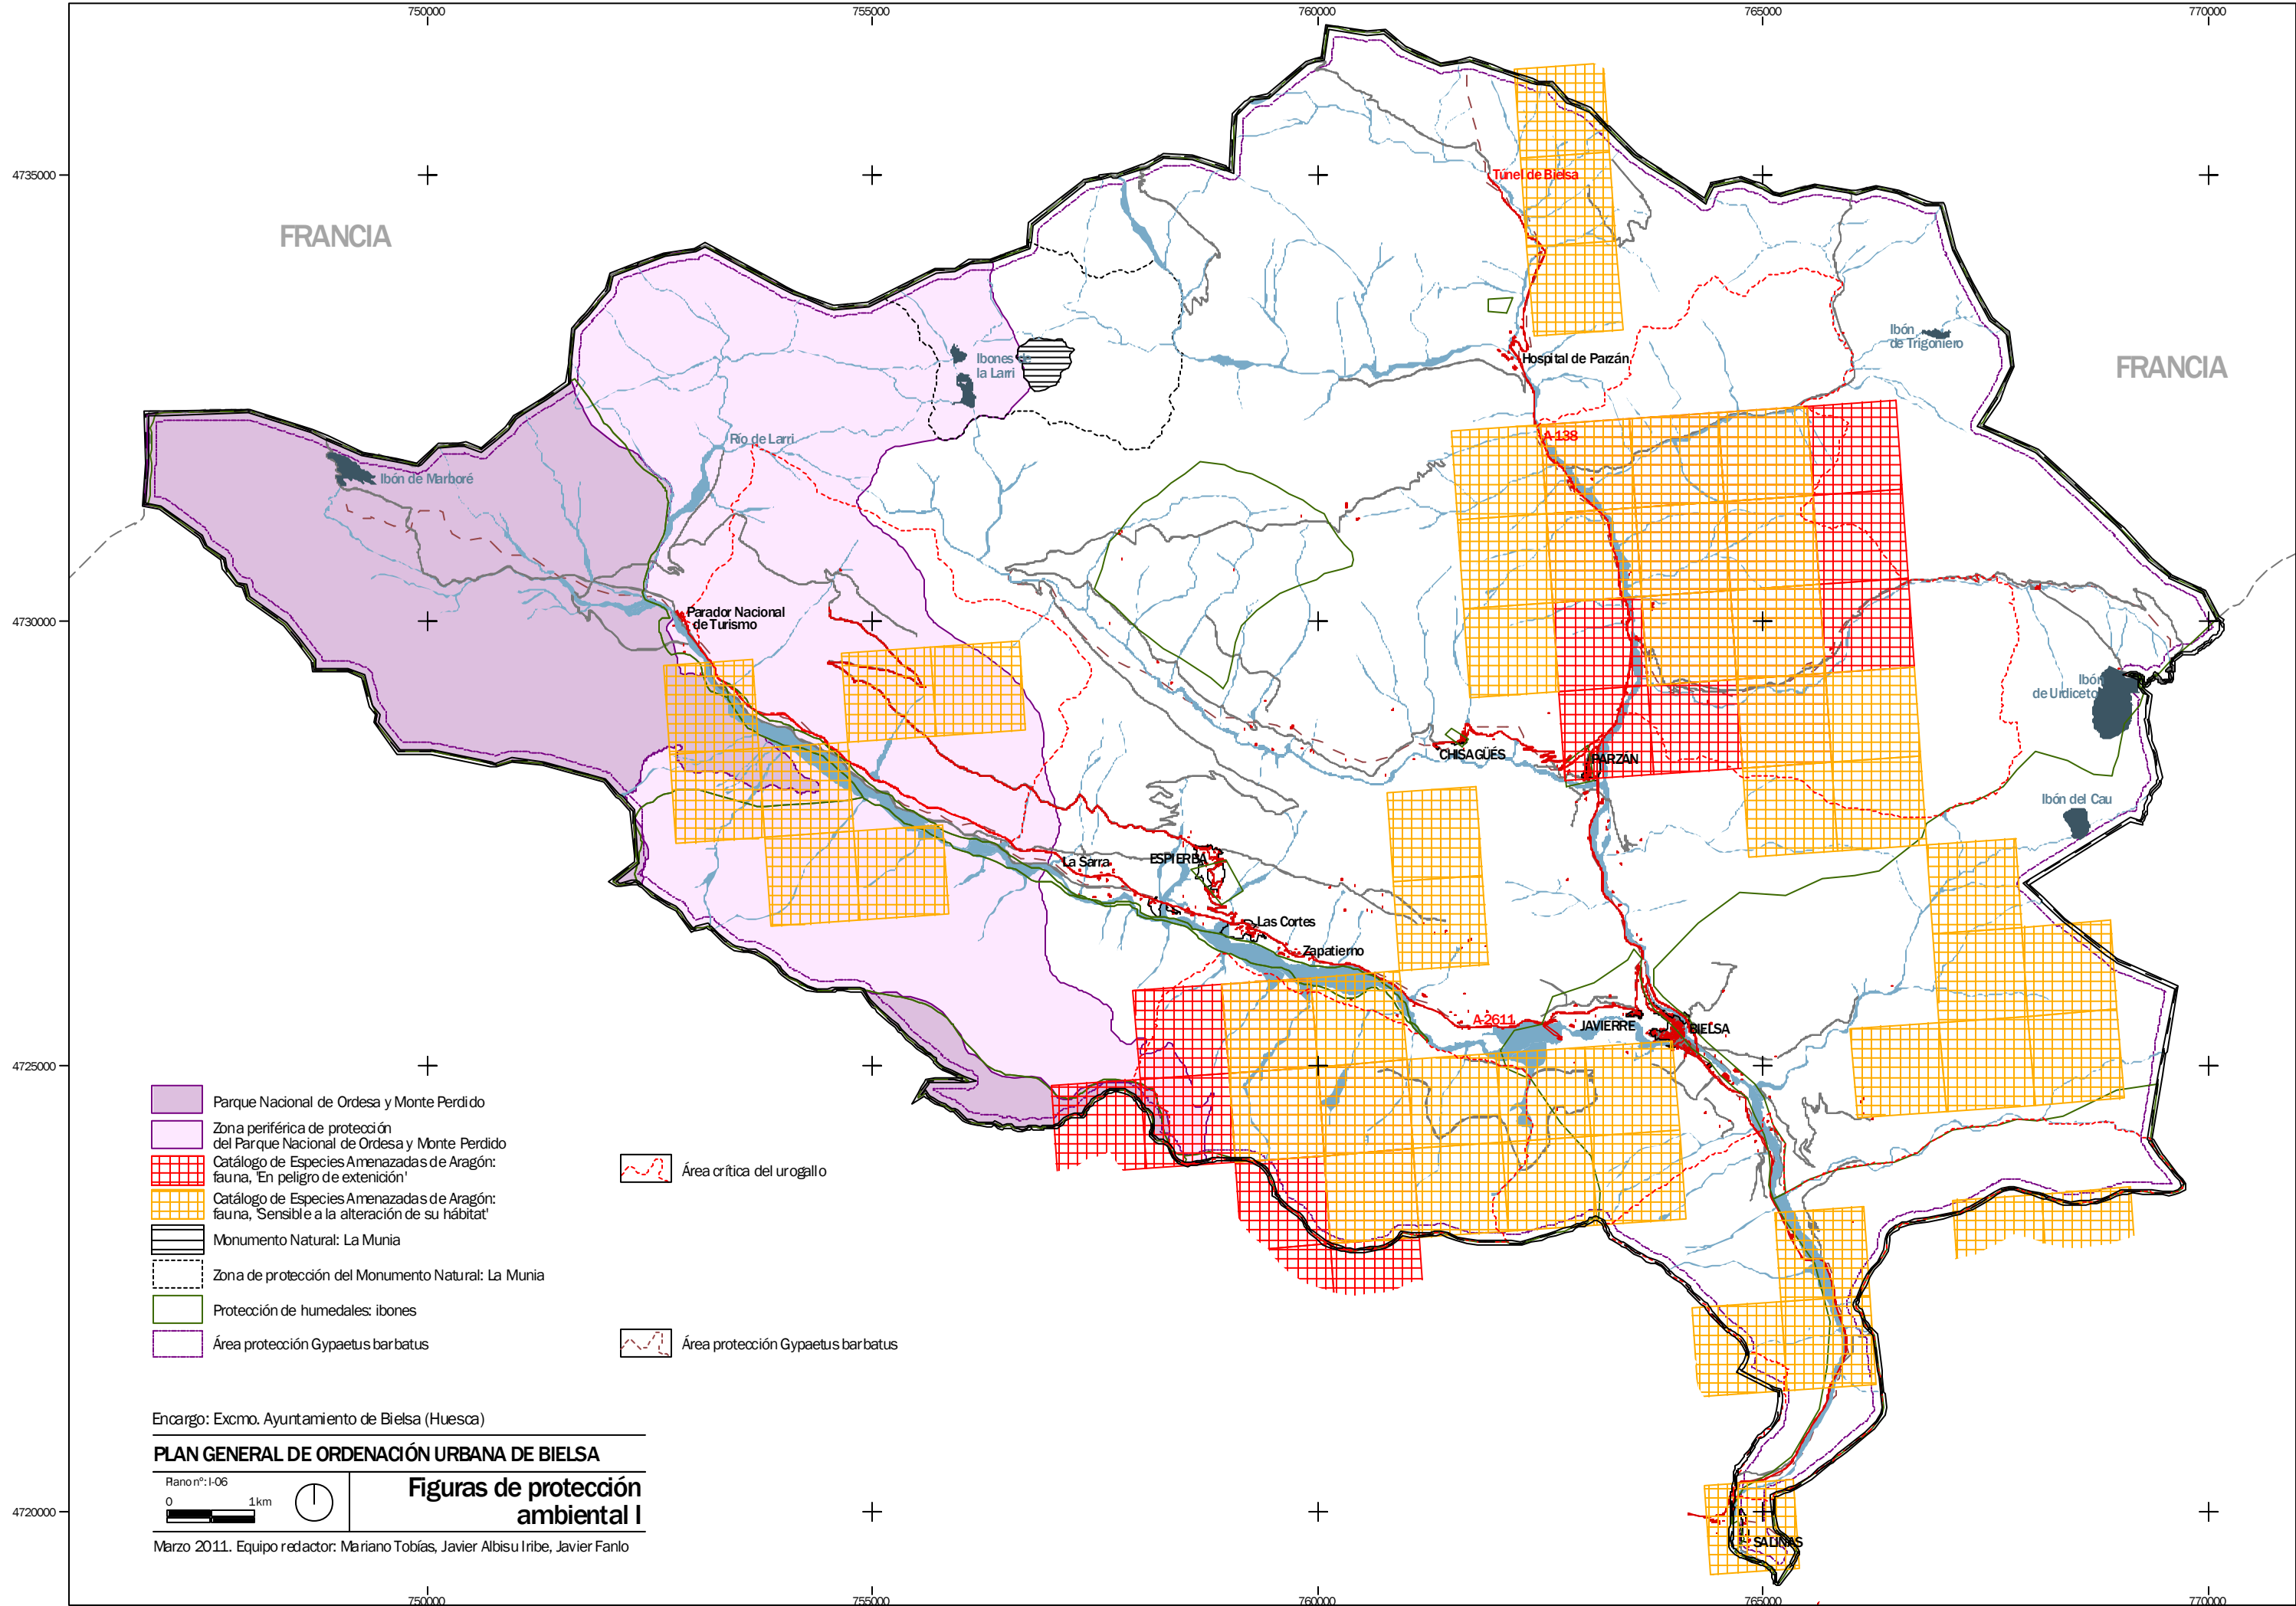 750000
755000
760000
765000
770000
4735000
FRANCIA
Túnel de Bielsa
Ibón
de Trigoniero
Ibones de
la Larri
Hospital de Parzán
FRANCIA
Río de Larri
A-138
Ibón de Marboré
Parador Nacional
de Turismo
4730000
Ibón
de Urdiceto
CHISAGÜÉS
PARZÁN
Ibón del Cau
La Sarra
ESPIERBA
Las Cortes
Zapatierno
A-2611
JAVIERRE
BIELSA
4725000
Parque Nacional de Ordesa y Monte Perdido
Zona periférica de protección
del Parque Nacional de Ordesa y Monte Perdido
Catálogo de Especies Amenazadas de Aragón:
fauna, 'En peligro de extenición'
Área crítica del urogallo
Catálogo de Especies Amenazadas de Aragón:
fauna, 'Sensible a la alteración de su hábitat'
Monumento Natural: La Munia
Zona de protección del Monumento Natural: La Munia
Protección de humedales: ibones
Área protección Gypaetus barbatus
Área protección Gypaetus barbatus
Encargo: Excmo. Ayuntamiento de Bielsa (Huesca)
PLAN GENERAL DE ORDENACIÓN URBANA DE BIELSA
Plano nº: I-06
0 1km
Figuras de protección
ambiental I
4720000
Marzo 2011. Equipo redactor: Mariano Tobías, Javier Albisu Iribe, Javier Fanlo
SALINAS
750000
755000
760000
765000
770000